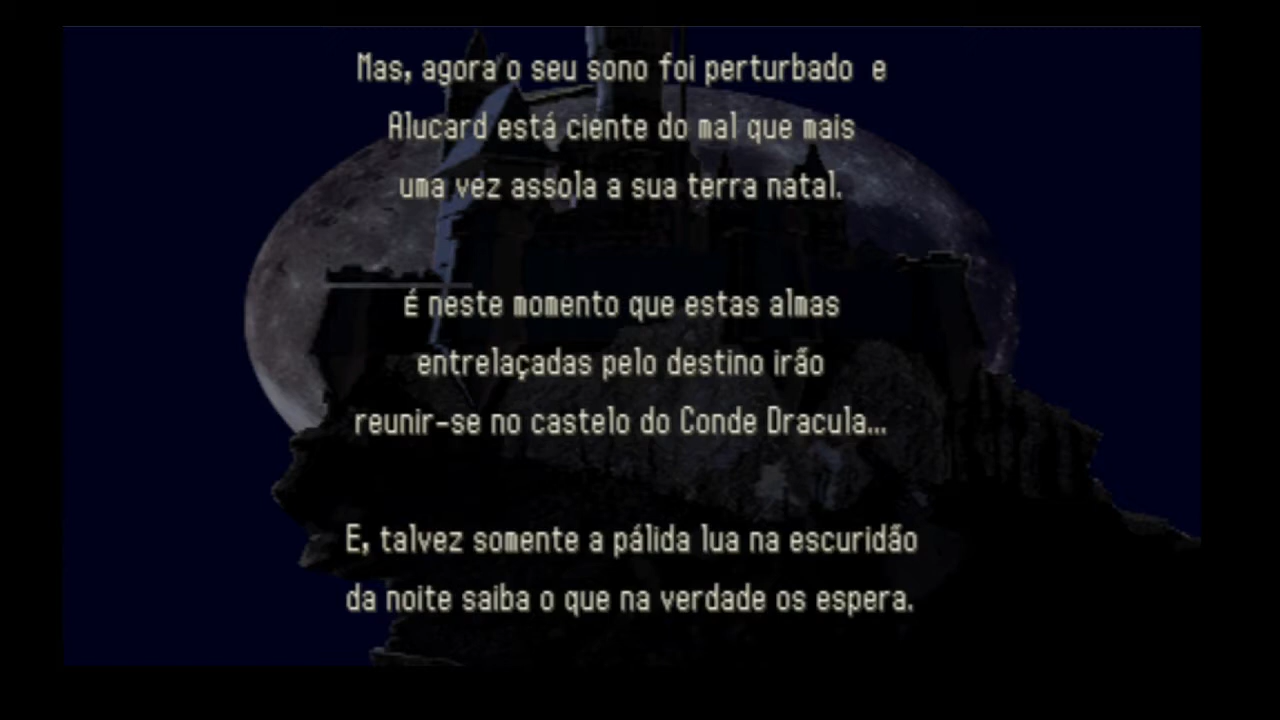 Mas, agora o seu sono foi perturbado e
Alucard está ciente do mal que mais
uma vez assola a sua terra natal.
É neste momento que estas almas
entrelaçadas pelo destino irão
reunir-se no castelo do Conde Dracula...
E, talvez somente a pálida lua na escuridão
da noite saiba o que na verdade os espera.